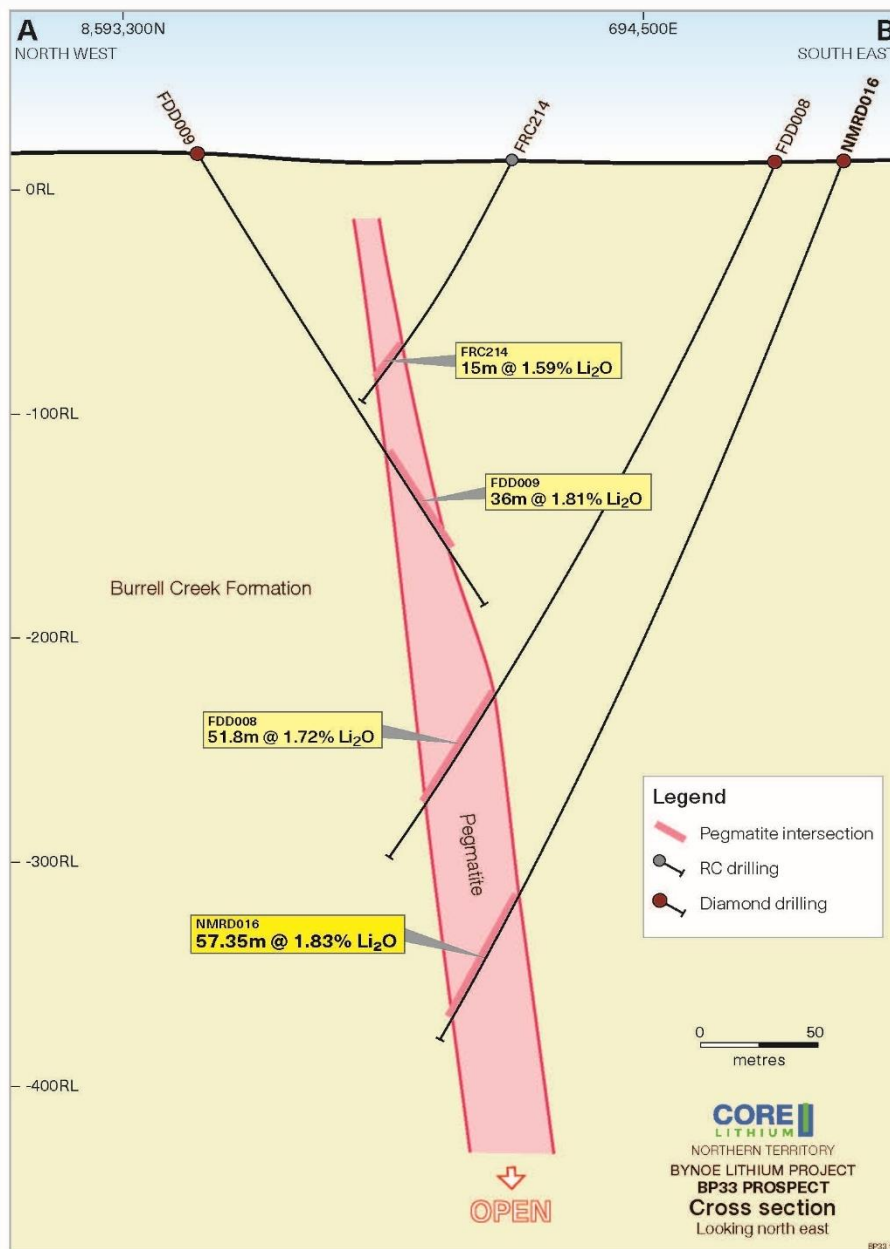 A
8,593,300N
694,500E
B
NORTH WEST
SOUTH EAST
FDD009
FRC214
FDD008
NMRD016
0RL
FRC214
15m @ 1.59% Li₂O
-100RL
FDD009
36m @ 1.81% Li₂O
Burrell Creek Formation
-200RL
FDD008
51.8m @ 1.72% Li₂O
Pegmatite
-300RL
NMRD016
57.35m @ 1.83% Li₂O
Legend
Pegmatite intersection
RC drilling
Diamond drilling
0 50
metres
-400RL
OPEN
CORE
LITHIUM
NORTHERN TERRITORY
BYNOE LITHIUM PROJECT
BP33 PROSPECT
Cross section
Looking north east
BP33